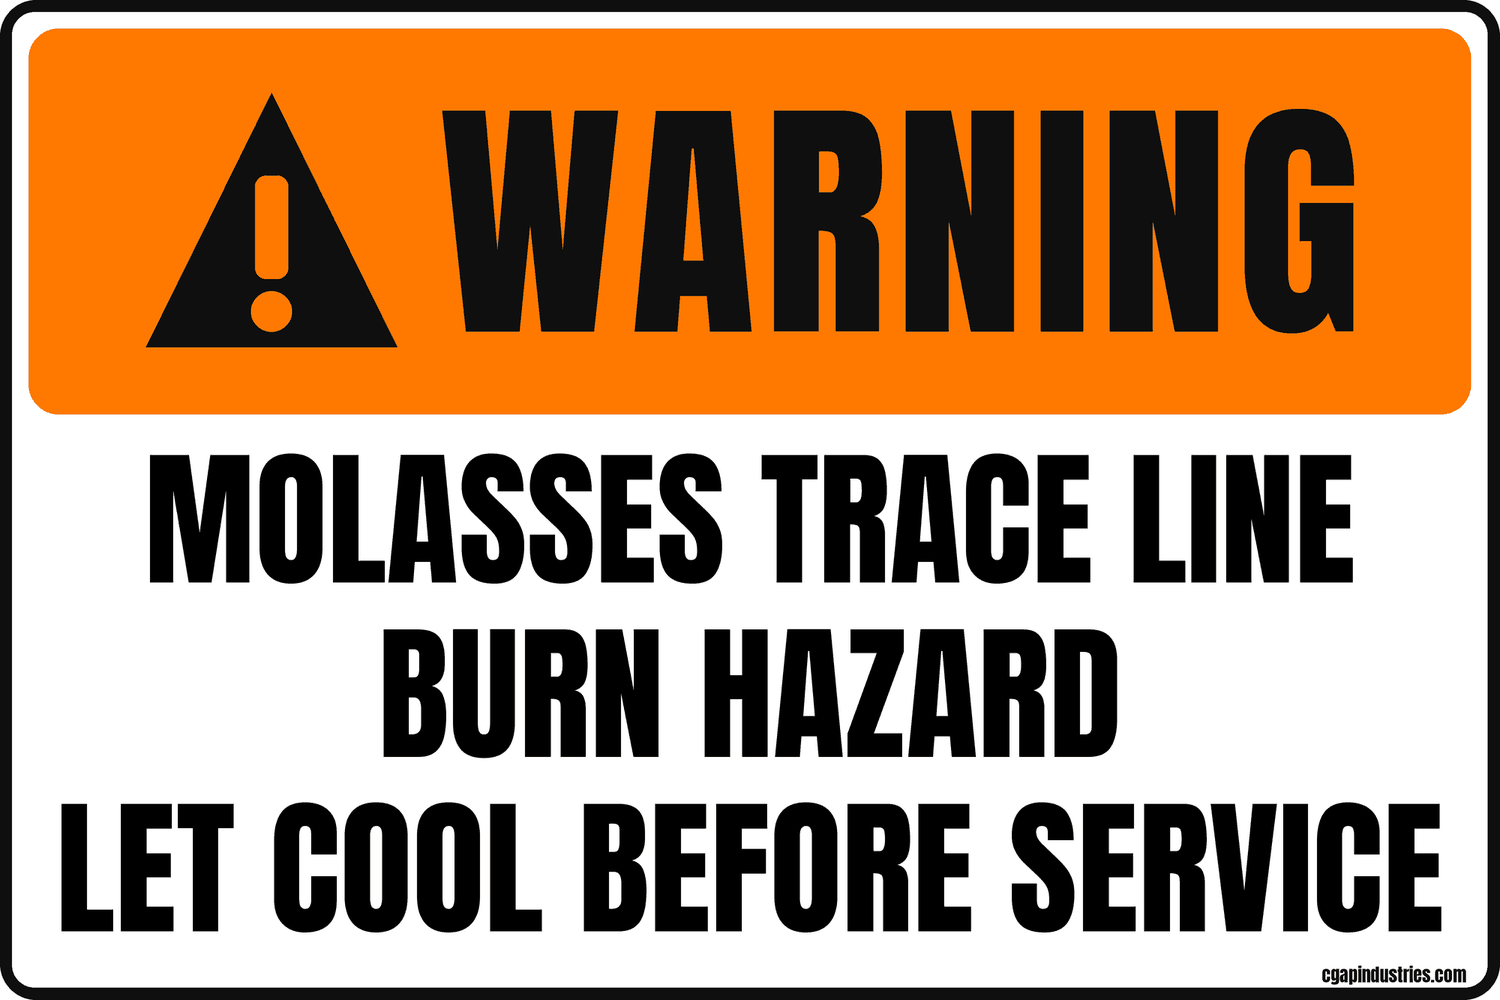 WARNING
MOLASSES TRACE LINE
BURN HAZARD
LET COOL BEFORE SERVICE
cgapindustries.com